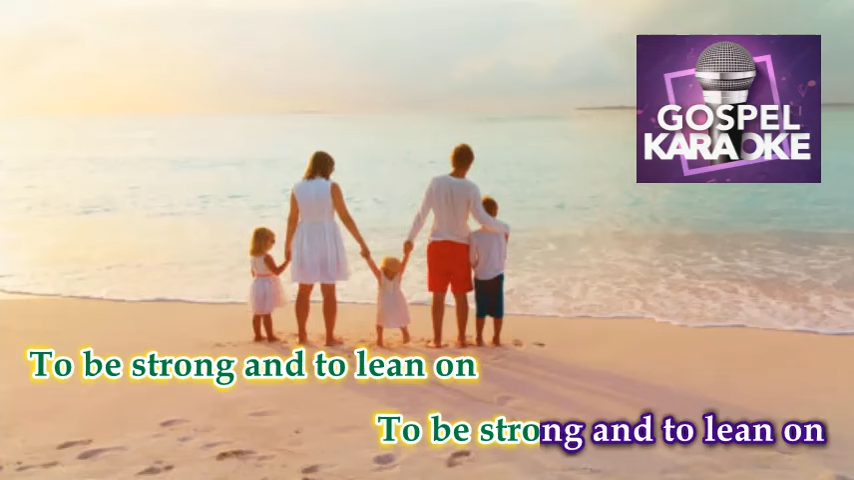 GOSPEL
KARAOKE
To be strong and to lean on
To be strong and to lean on